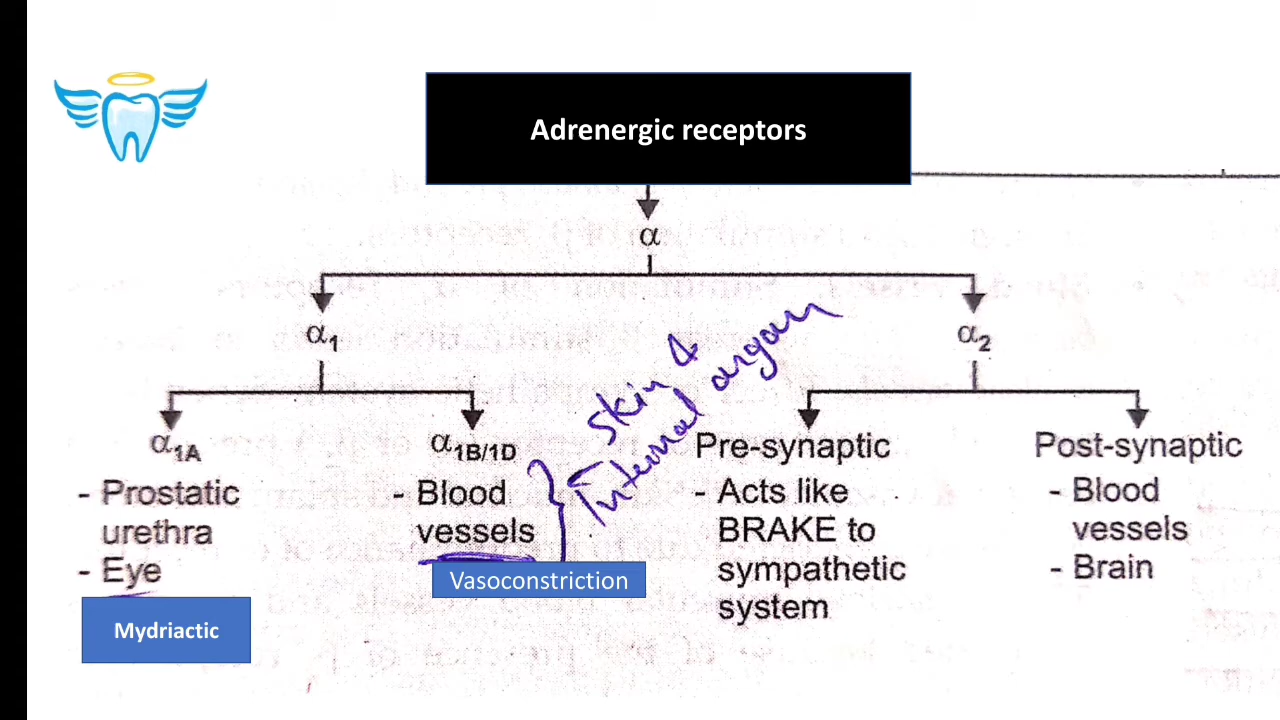 Adrenergic receptors
α
α1
α2
α1A
- Prostatic
urethra
- Eye
Mydriactic
α1B/1D
- Blood
vessels
Vasoconstriction
skin &
Internal organ
Pre-synaptic
- Acts like
BRAKE to
sympathetic
system
Post-synaptic
- Blood
vessels
- Brain